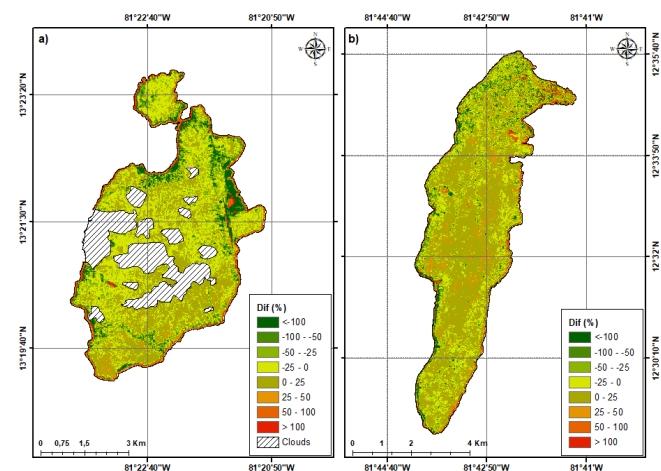 81°22'40"W 81°20'50"W
81°44'40"W 81°42'50"W 81°41'W
a)
N
W E
S
b)
N
W E
S
13°23'20"N
13°21'30"N
13°19'40"N
12°35'40"N
12°33'50"N
12°32'N
12°30'10"N
Dif (%)
<-100
-100 - -50
-50 - -25
-25 - 0
0 - 25
25 - 50
50 - 100
> 100
Clouds
0 0,75 1,5 3 Km
Dif (%)
<-100
-100 - -50
-50 - -25
-25 - 0
0 - 25
25 - 50
50 - 100
> 100
0 1 2 4 Km
81°22'40"W 81°20'50"W
81°44'40"W 81°42'50"W 81°41'W